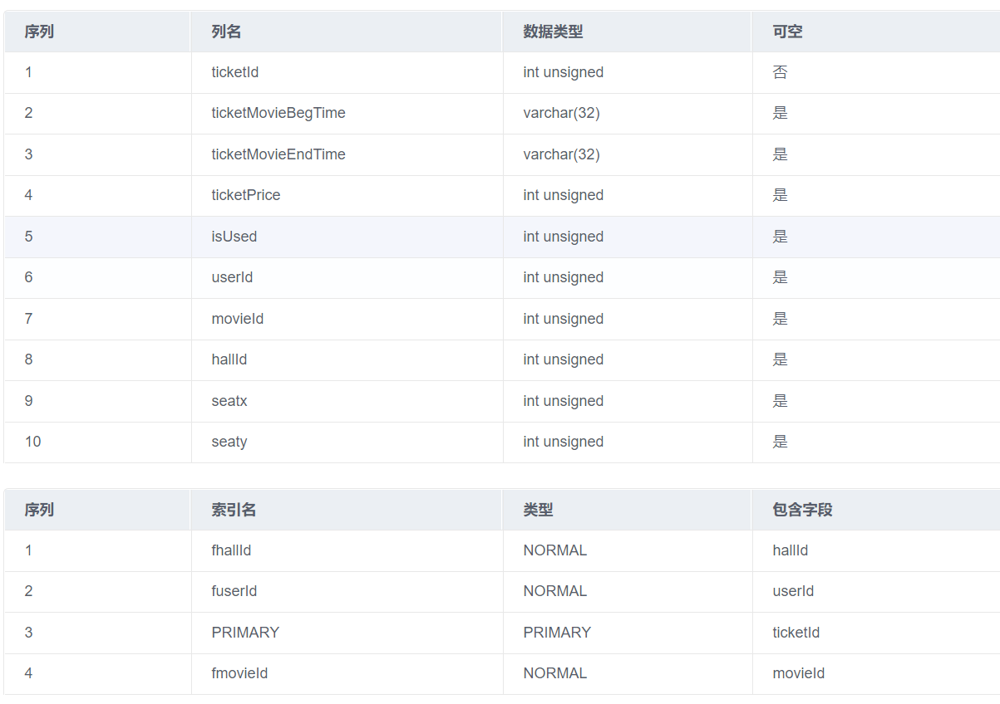 序列 列名 数据类型 可空
1 ticketId int unsigned 否
2 ticketMovieBegTime varchar(32) 是
3 ticketMovieEndTime varchar(32) 是
4 ticketPrice int unsigned 是
5 isUsed int unsigned 是
6 userId int unsigned 是
7 movieId int unsigned 是
8 hallId int unsigned 是
9 seatx int unsigned 是
10 seaty int unsigned 是
序列 索引名 类型 包含字段
1 fhallId NORMAL hallId
2 fuserId NORMAL userId
3 PRIMARY PRIMARY ticketId
4 fmovieId NORMAL movieId